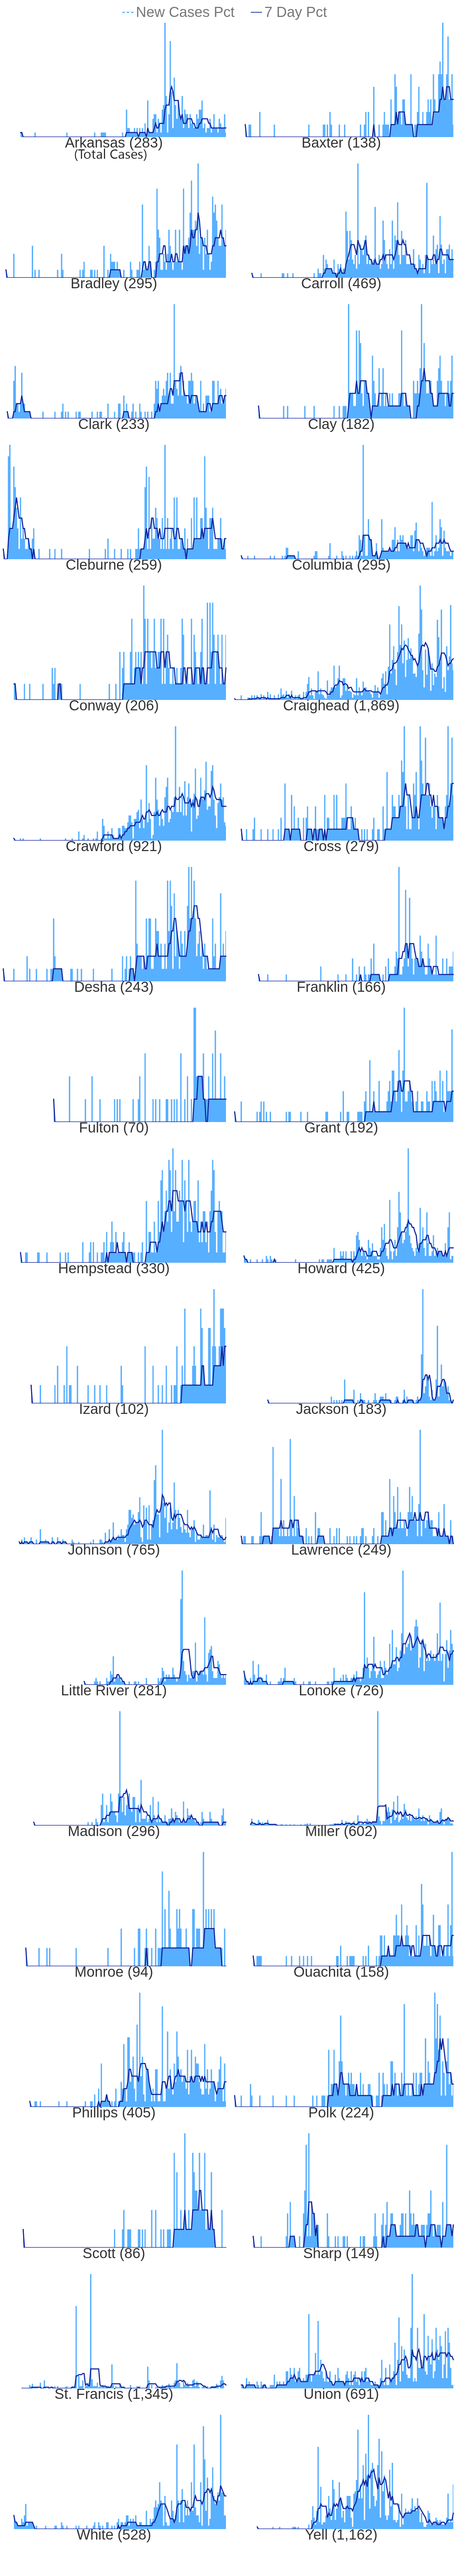 New Cases Pct 7 Day Pct
Arkansas (283) Baxter (138)
(Total Cases)
Bradley (295) Carroll (469)
Clark (233) Clay (182)
Cleburne (259) Columbia (295)
Conway (206) Craighead (1,869)
Crawford (921) Cross (279)
Desha (243) Franklin (166)
Fulton (70) Grant (192)
Hempstead (330) Howard (425)
Izard (102) Jackson (183)
Johnson (765) Lawrence (249)
Little River (281) Lonoke (726)
Madison (296) Miller (602)
Monroe (94) Ouachita (158)
Phillips (405) Polk (224)
Scott (86) Sharp (149)
St. Francis (1,345) Union (691)
White (528) Yell (1,162)